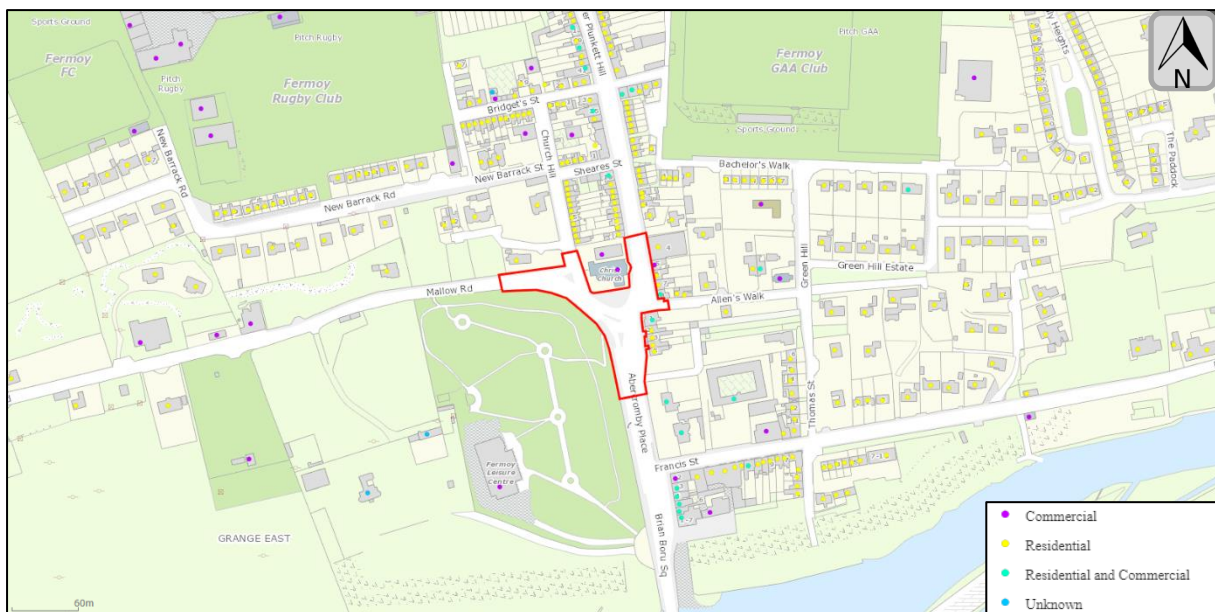 Sports Ground
Pitch Rugby
Fermoy
FC
Fermoy
Rugby Club
Pitch
Rugby
Plunkett Hill
Pitch GAA
Fermoy
GAA Club
Heights
N
Bridget's St
Sports Ground
Church Hill
The Paddock
New Barrack Rd
Sheares St
Bachelor's Walk
New Barrack St
New Barrack Rd
Church
Green Hill
Green Hill Estate
Mallow Rd
Allen's Walk
Abercromby Place
Thomas St
Francis St
Fermoy
Leisure
Centre
GRANGE EAST
Brian Boru Sq
Commercial
Residential
Residential and Commercial
Unknown
60m